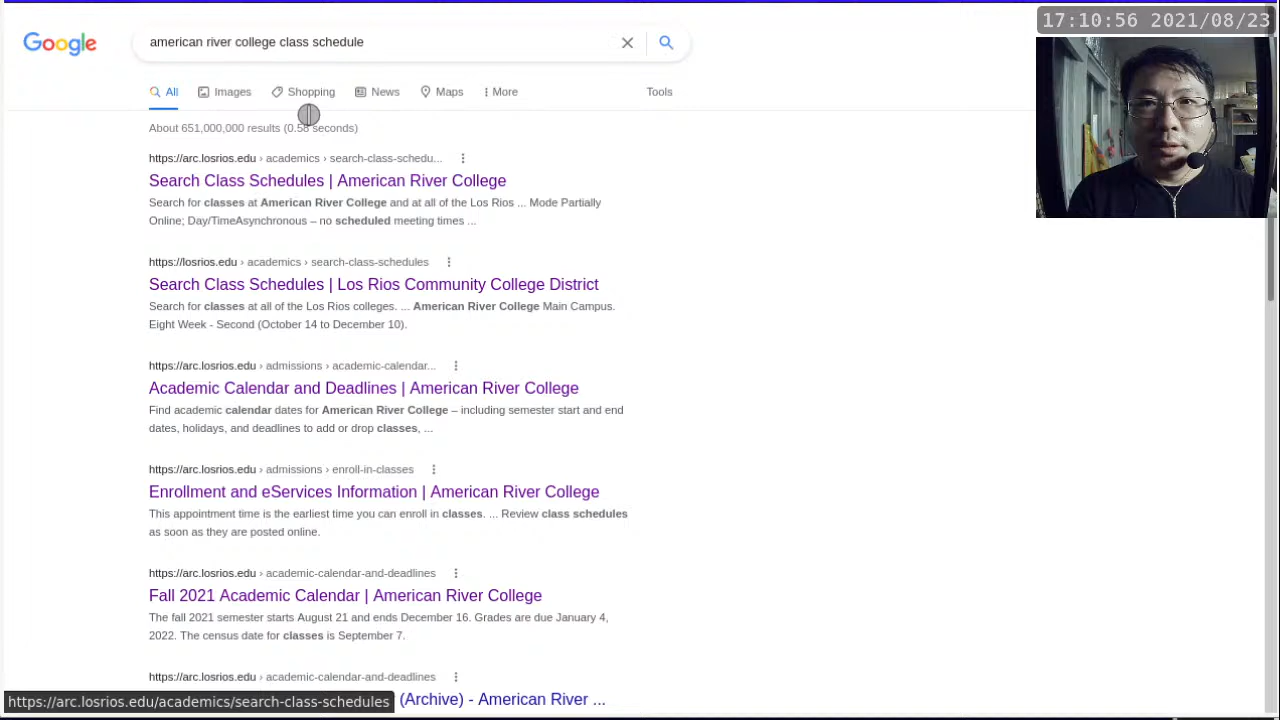 17:10:56 2021/08/23
Google
american river college class schedule
All
Images
Shopping
News
Maps
More
Tools
About 651,000,000 results (0.58 seconds)
https://arc.losrios.edu › academics › search-class-schedu...
Search Class Schedules | American River College
Search for classes at American River College and at all of the Los Rios ... Mode Partially
Online; Day/TimeAsynchronous – no scheduled meeting times ...
https://losrios.edu › academics › search-class-schedules
Search Class Schedules | Los Rios Community College District
Search for classes at all of the Los Rios colleges. ... American River College Main Campus.
Eight Week - Second (October 14 to December 10).
https://arc.losrios.edu › admissions › academic-calendar...
Academic Calendar and Deadlines | American River College
Find academic calendar dates for American River College – including semester start and end
dates, holidays, and deadlines to add or drop classes, ...
https://arc.losrios.edu › admissions › enroll-in-classes
Enrollment and eServices Information | American River College
This appointment time is the earliest time you can enroll in classes. ... Review class schedules
as soon as they are posted online.
https://arc.losrios.edu › academic-calendar-and-deadlines
Fall 2021 Academic Calendar | American River College
The fall 2021 semester starts August 21 and ends December 16. Grades are due January 4,
2022. The census date for classes is September 7.
https://arc.losrios.edu › academic-calendar-and-deadlines
(Archive) - American River ...
https://arc.losrios.edu/academics/search-class-schedules